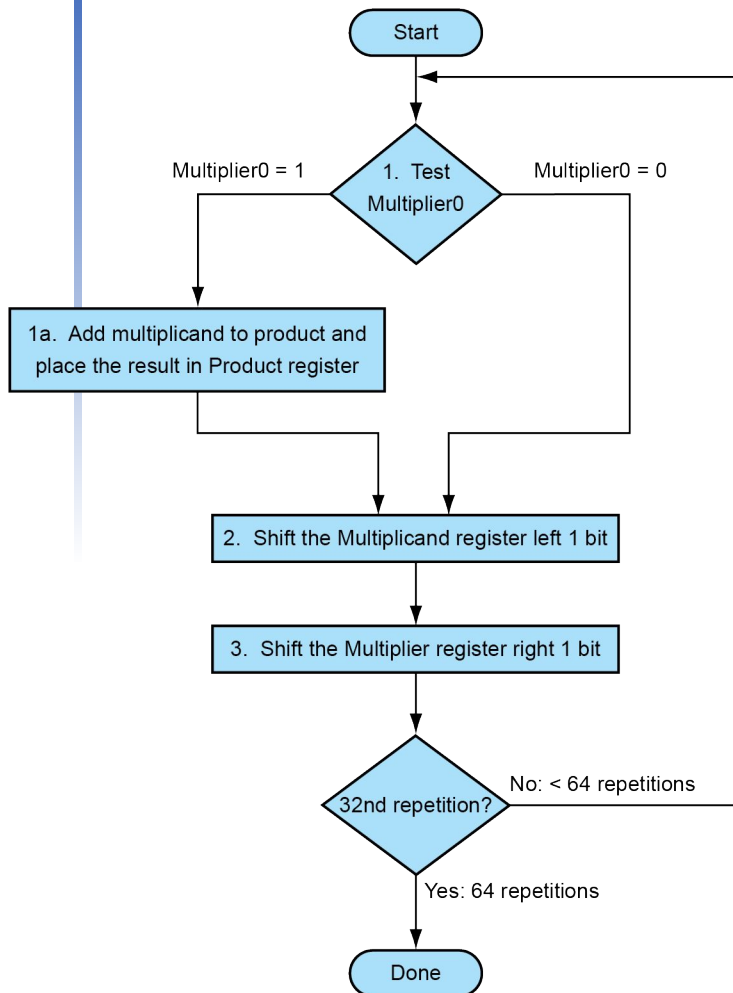 Start
Multiplier0 = 1
1. Test
Multiplier0
Multiplier0 = 0
1a. Add multiplicand to product and
place the result in Product register
2. Shift the Multiplicand register left 1 bit
3. Shift the Multiplier register right 1 bit
32nd repetition?
No: < 64 repetitions
Yes: 64 repetitions
Done